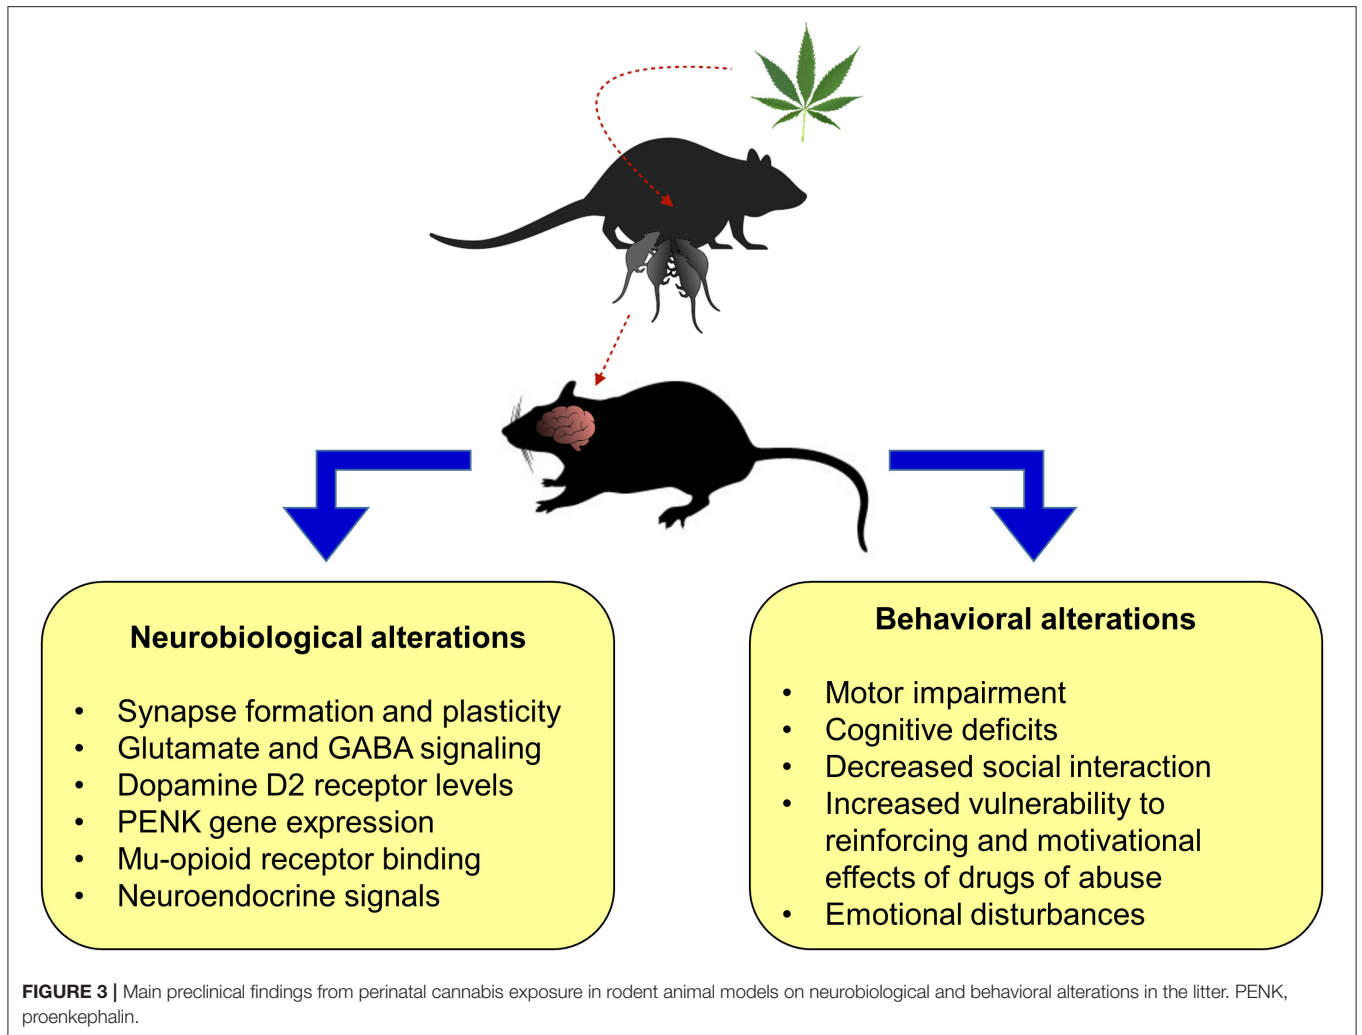 Neurobiological alterations
• Synapse formation and plasticity
• Glutamate and GABA signaling
• Dopamine D2 receptor levels
• PENK gene expression
• Mu-opioid receptor binding
• Neuroendocrine signals
Behavioral alterations
• Motor impairment
• Cognitive deficits
• Decreased social interaction
• Increased vulnerability to
reinforcing and motivational
effects of drugs of abuse
• Emotional disturbances
FIGURE 3 | Main preclinical findings from perinatal cannabis exposure in rodent animal models on neurobiological and behavioral alterations in the litter. PENK,
proenkephalin.